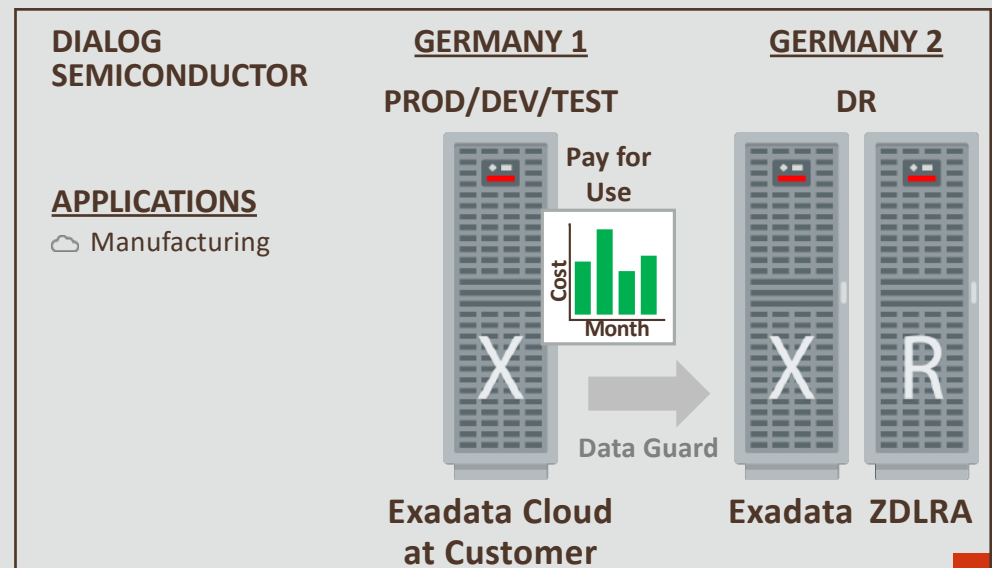 DIALOG
SEMICONDUCTOR
APPLICATIONS
Manufacturing
GERMANY 1
PROD/DEV/TEST
Pay for
Use
Cost
Month
X
Data Guard
Exadata Cloud
at Customer
GERMANY 2
DR
X
R
Exadata ZDLRA